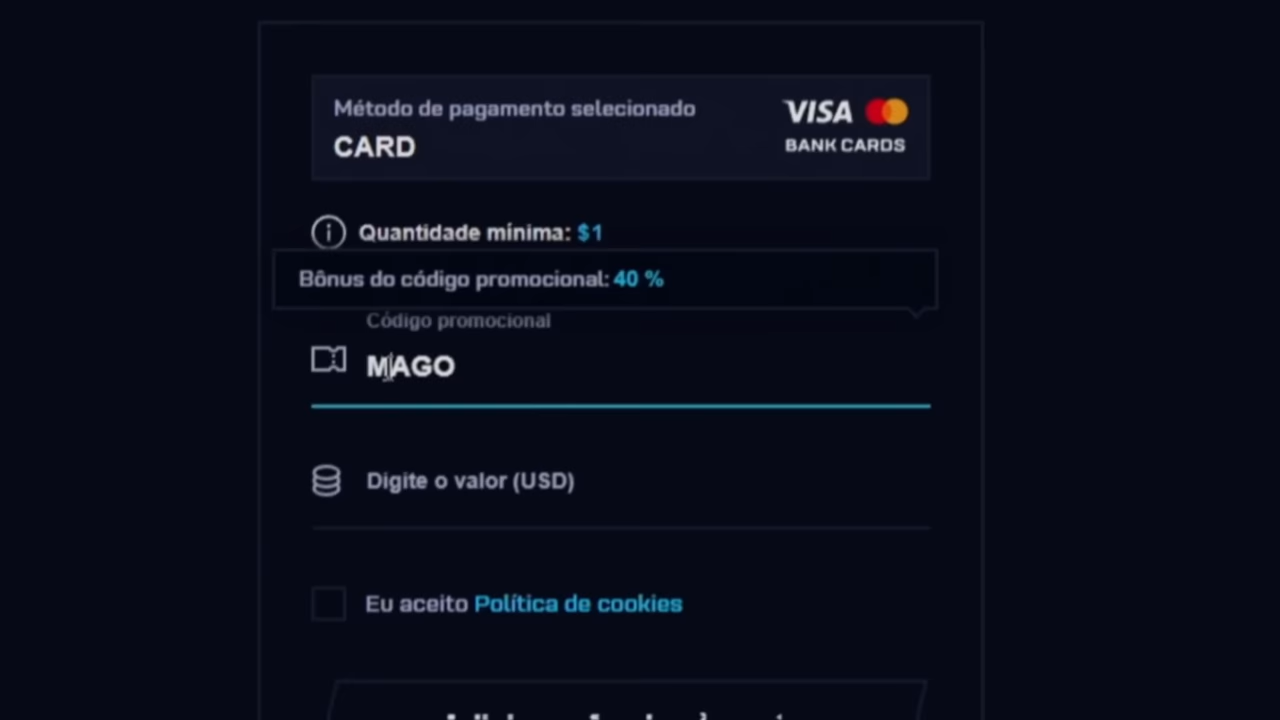 Método de pagamento selecionado
CARD
VISA
BANK CARDS
Quantidade mínima: $1
Bônus do código promocional: 40 %
Código promocional
MAGO
Digite o valor (USD)
Eu aceito Política de cookies